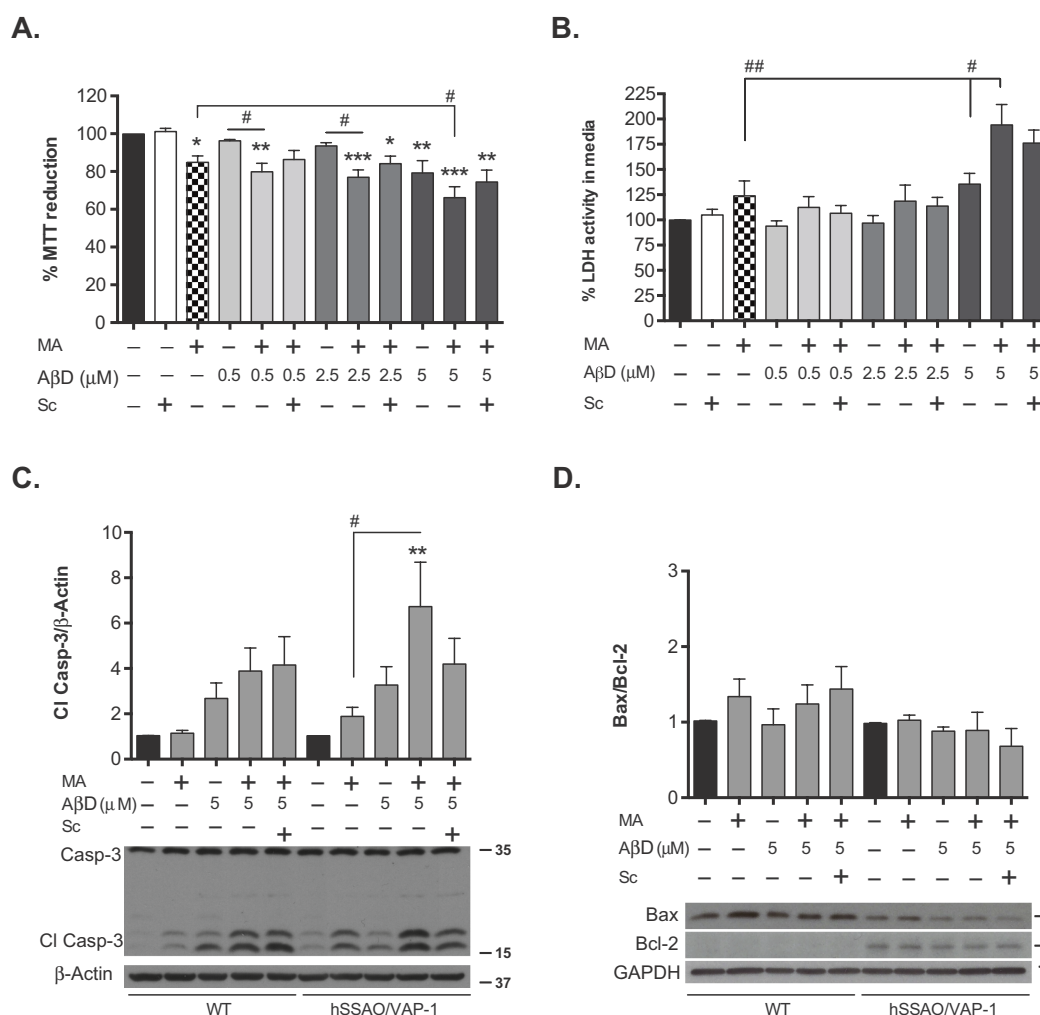 A.
120
100
80
60
40
20
0
% MTT reduction
*
#
**
#
***
*
**
#
***
**
MA – – + – + + – + + – + +
AβD (μM) – – – 0.5 0.5 0.5 2.5 2.5 2.5 5 5 5
Sc – + – – – + – – + – – +
B.
225
200
175
150
125
100
75
50
25
0
% LDH activity in media
##
#
MA – – + – + + – + + – + +
AβD (μM) – – – 0.5 0.5 0.5 2.5 2.5 2.5 5 5 5
Sc – + – – – + – – + – – +
C.
10
8
6
4
2
0
Cl Casp-3/β-Actin
#
**
MA – + – + + – + – + +
AβD (μM) – – 5 5 5 – – 5 5 5
Sc – – – – + – – – – +
Casp-3 – 35
Cl Casp-3 – 15
β-Actin – 37
WT hSSAO/VAP-1
D.
3
2
1
0
Bax/Bcl-2
MA – + – + + – + – + +
AβD (μM) – – 5 5 5 – – 5 5 5
Sc – – – – + – – – – +
Bax –
Bcl-2 –
GAPDH
WT hSSAO/VAP-1